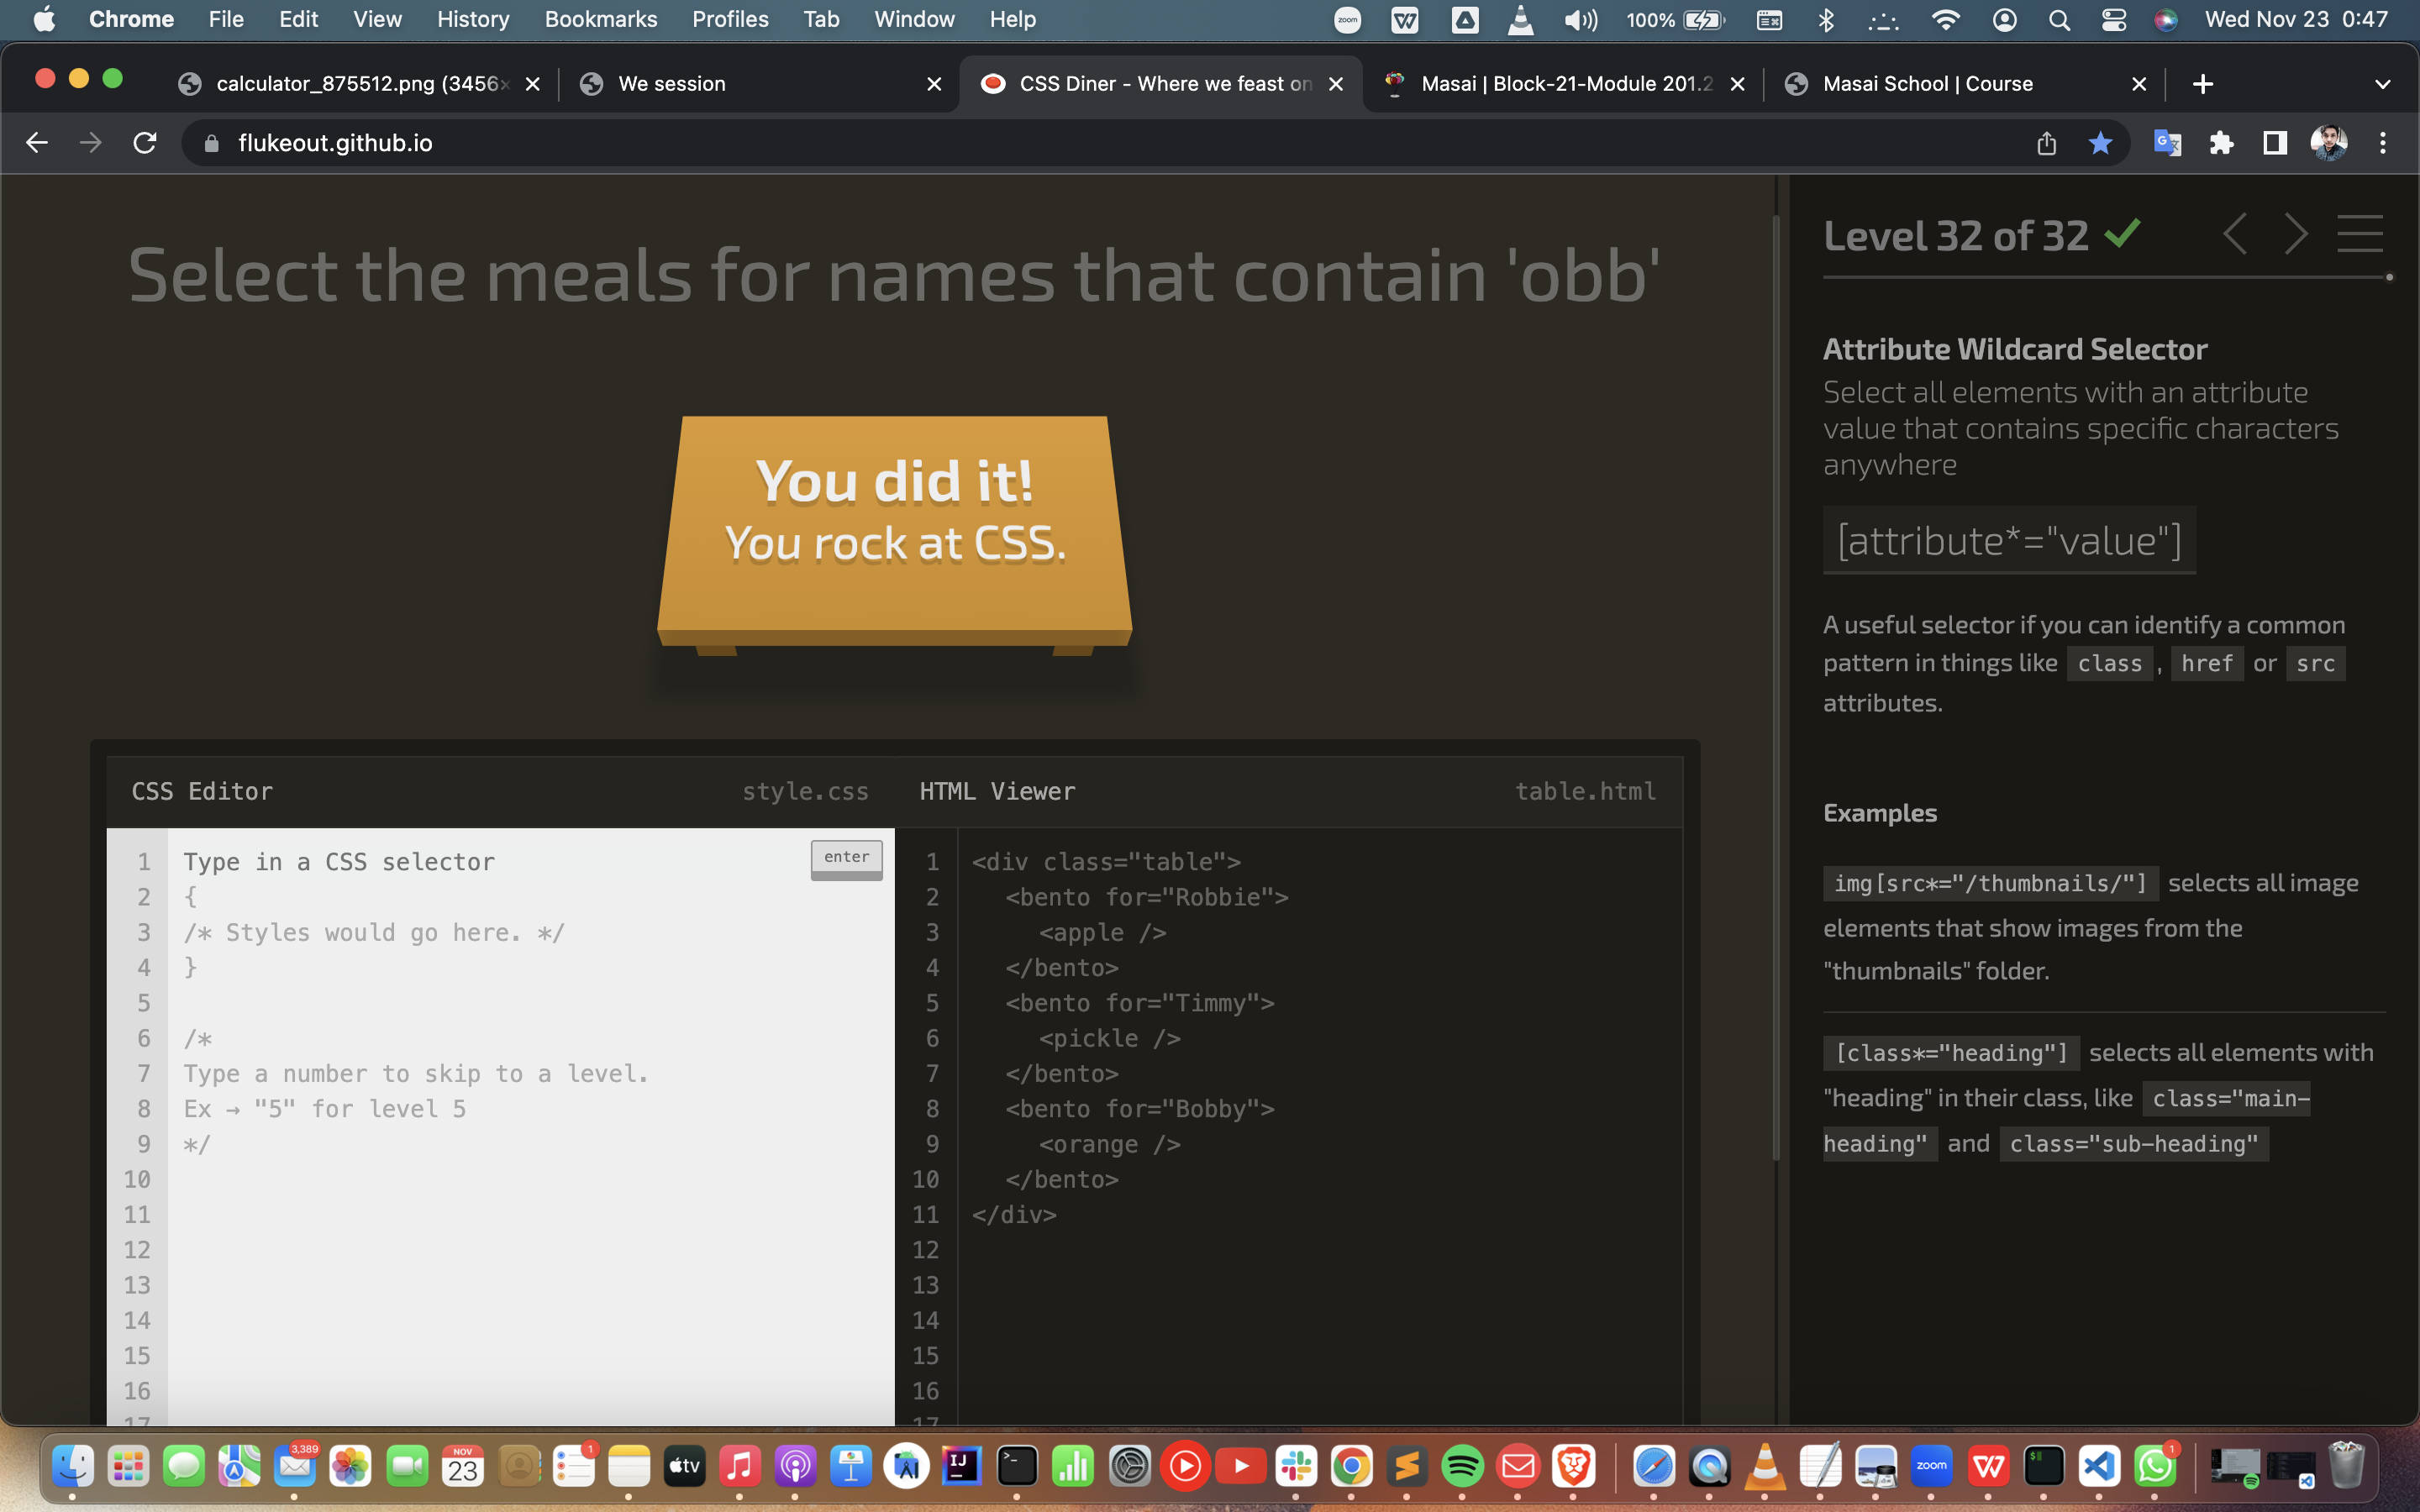 Chrome File Edit View History Bookmarks Profiles Tab Window Help zoom 100% Wed Nov 23 0:47
calculator_875512.png (3456× We session CSS Diner - Where we feast on Masai | Block-21-Module 201.2 Masai School | Course
flukeout.github.io
Select the meals for names that contain 'obb'
You did it!
You rock at CSS.
CSS Editor style.css HTML Viewer table.html
enter
1 Type in a CSS selector
2 {
3 /* Styles would go here. */
4 }
5
6 /*
7 Type a number to skip to a level.
8 Ex → "5" for level 5
9 */
10
11
12
13
14
15
16
17
1 <div class="table">
2 <bento for="Robbie">
3 <apple />
4 </bento>
5 <bento for="Timmy">
6 <pickle />
7 </bento>
8 <bento for="Bobby">
9 <orange />
10 </bento>
11 </div>
12
13
14
15
16
17
Level 32 of 32
Attribute Wildcard Selector
Select all elements with an attribute
value that contains specific characters
anywhere
[attribute*="value"]
A useful selector if you can identify a common
pattern in things like class , href or src
attributes.
Examples
img[src*="/thumbnails/"] selects all image
elements that show images from the
"thumbnails" folder.
[class*="heading"] selects all elements with
"heading" in their class, like class="main-
heading" and class="sub-heading"
3,389 NOV 23 1 tv IJ zoom 1